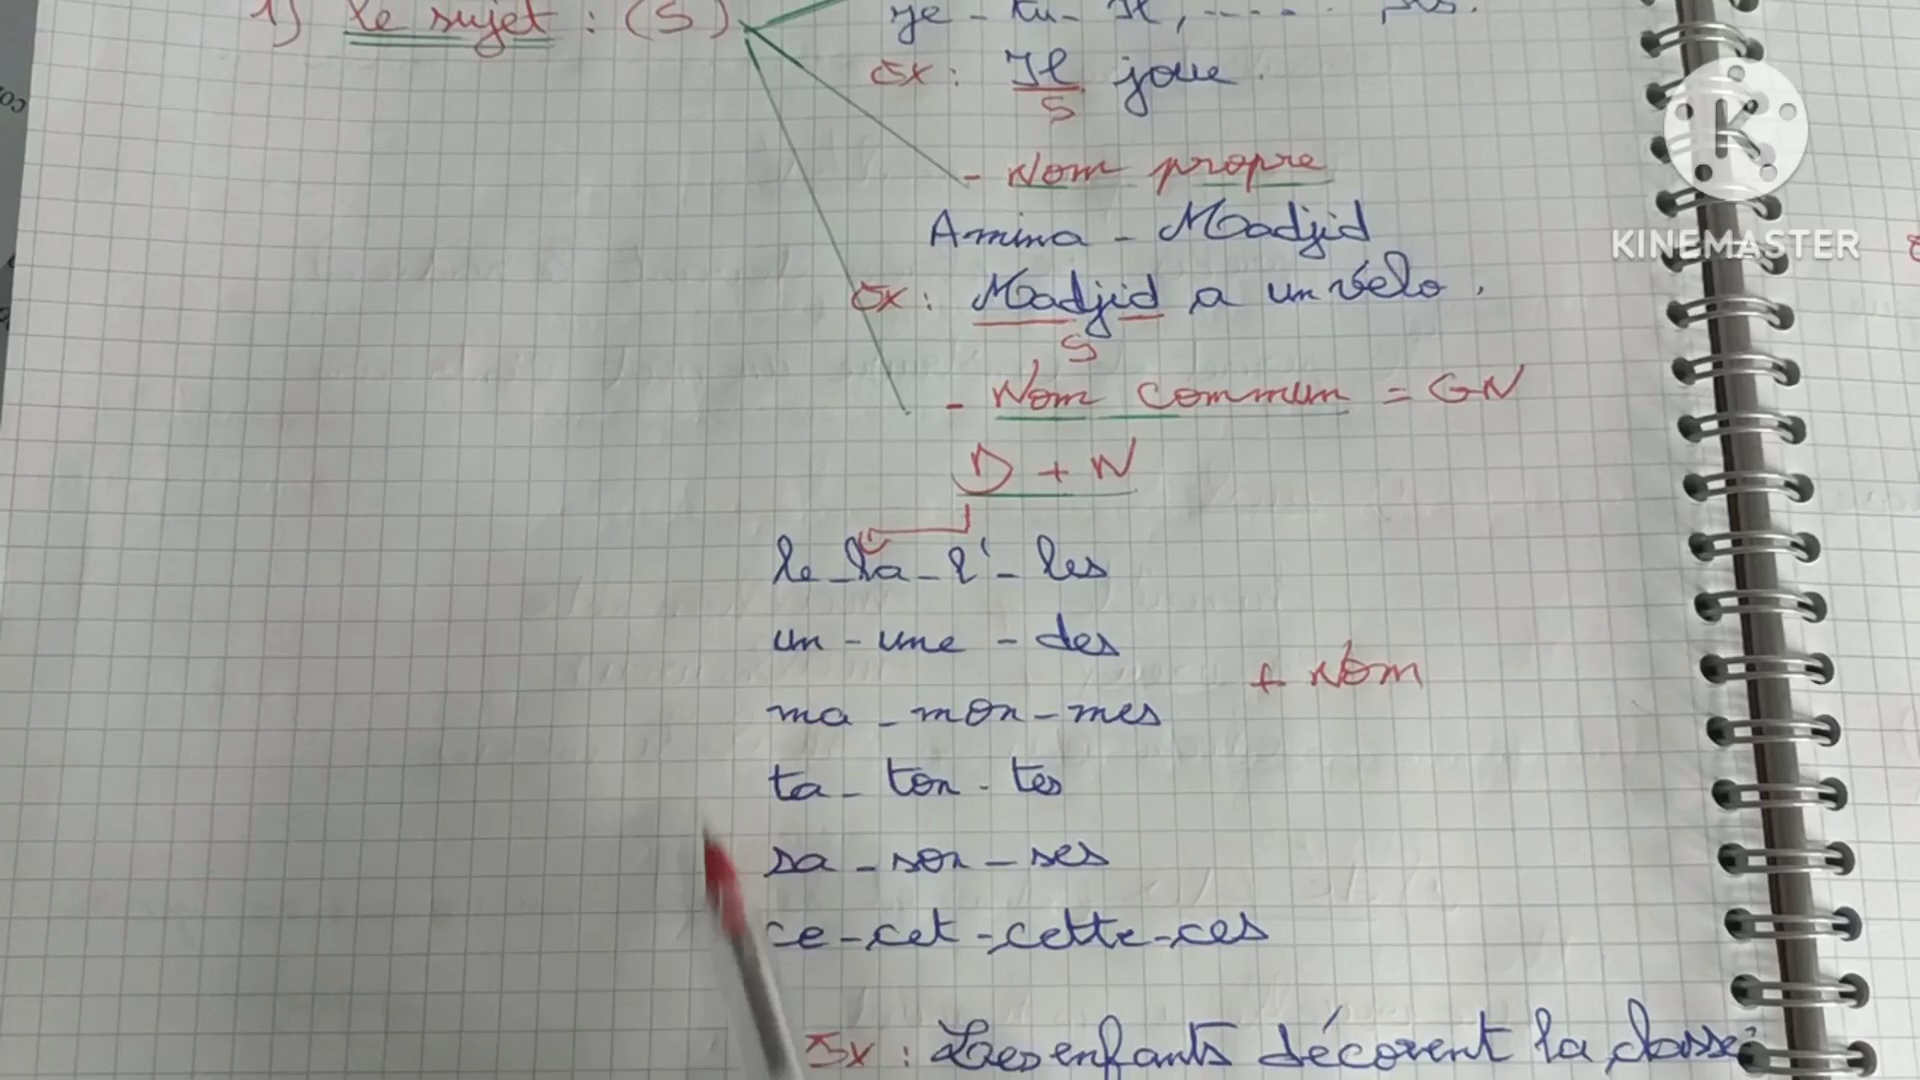 1) le sujet : (S)
je - tu - Il, ......
Ex : Il joue.
S
- Nom propre
Amina - Madjid
Ex : Madjid a un vélo.
S
- Nom commun = GN
D + N
le - la - l' - les
un - une - des
+ Nom
ma - mon - mes
ta - ton - tes
sa - son - ses
ce - cet - cette - ces
Ex : Les enfants décorent la classe.
K
KINEMASTER